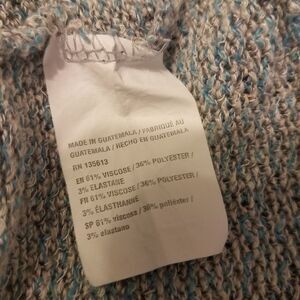 MADE IN GUATEMALA / FABRIQUÉ AU
GUATEMALA / HECHO EN GUATEMALA
RN 135613
EN 61% VISCOSE / 36% POLYESTER /
3% ELASTANE
FR 61% VISCOSE / 36% POLYESTER /
3% ÉLASTHANNE
SP 61% viscosa / 36% poliéster /
3% elastano